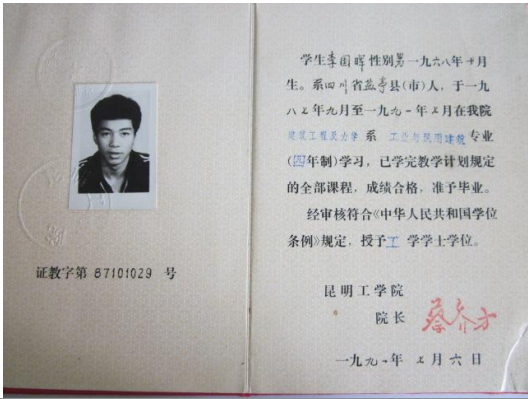 证教字第 87101029 号
学生李国晖性别男一九六八年十月
生。系四川省盐亭县(市)人,于一九
八七年九月至一九九一年七月在我院
建筑工程及力学 系 工业与民用建筑 专业
(四年制)学习,已学完教学计划规定
的全部课程,成绩合格,准予毕业。
经审核符合《中华人民共和国学位
条例》规定,授予工 学学士学位。
昆明工学院
院长 蔡乔方
一九九一年 七月六日